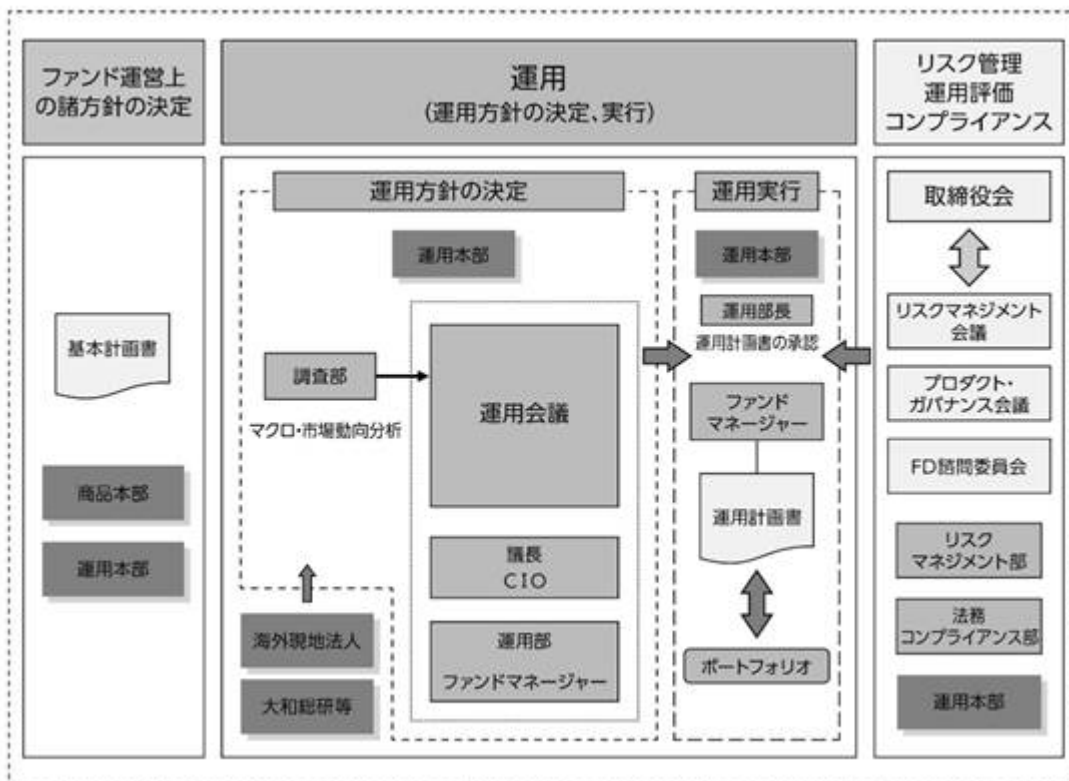 ファンド運営上
の諸方針の決定
運用
(運用方針の決定、実行)
リスク管理
運用評価
コンプライアンス
基本計画書
商品本部
運用本部
運用方針の決定
運用本部
調査部
マクロ・市場動向分析
運用会議
議長
CIO
運用部
ファンドマネージャー
海外現地法人
大和総研等
運用実行
運用本部
運用部長
運用計画書の承認
ファンド
マネージャー
運用計画書
ポートフォリオ
取締役会
リスクマネジメント
会議
プロダクト・
ガバナンス会議
FD諮問委員会
リスク
マネジメント部
法務
コンプライアンス部
運用本部